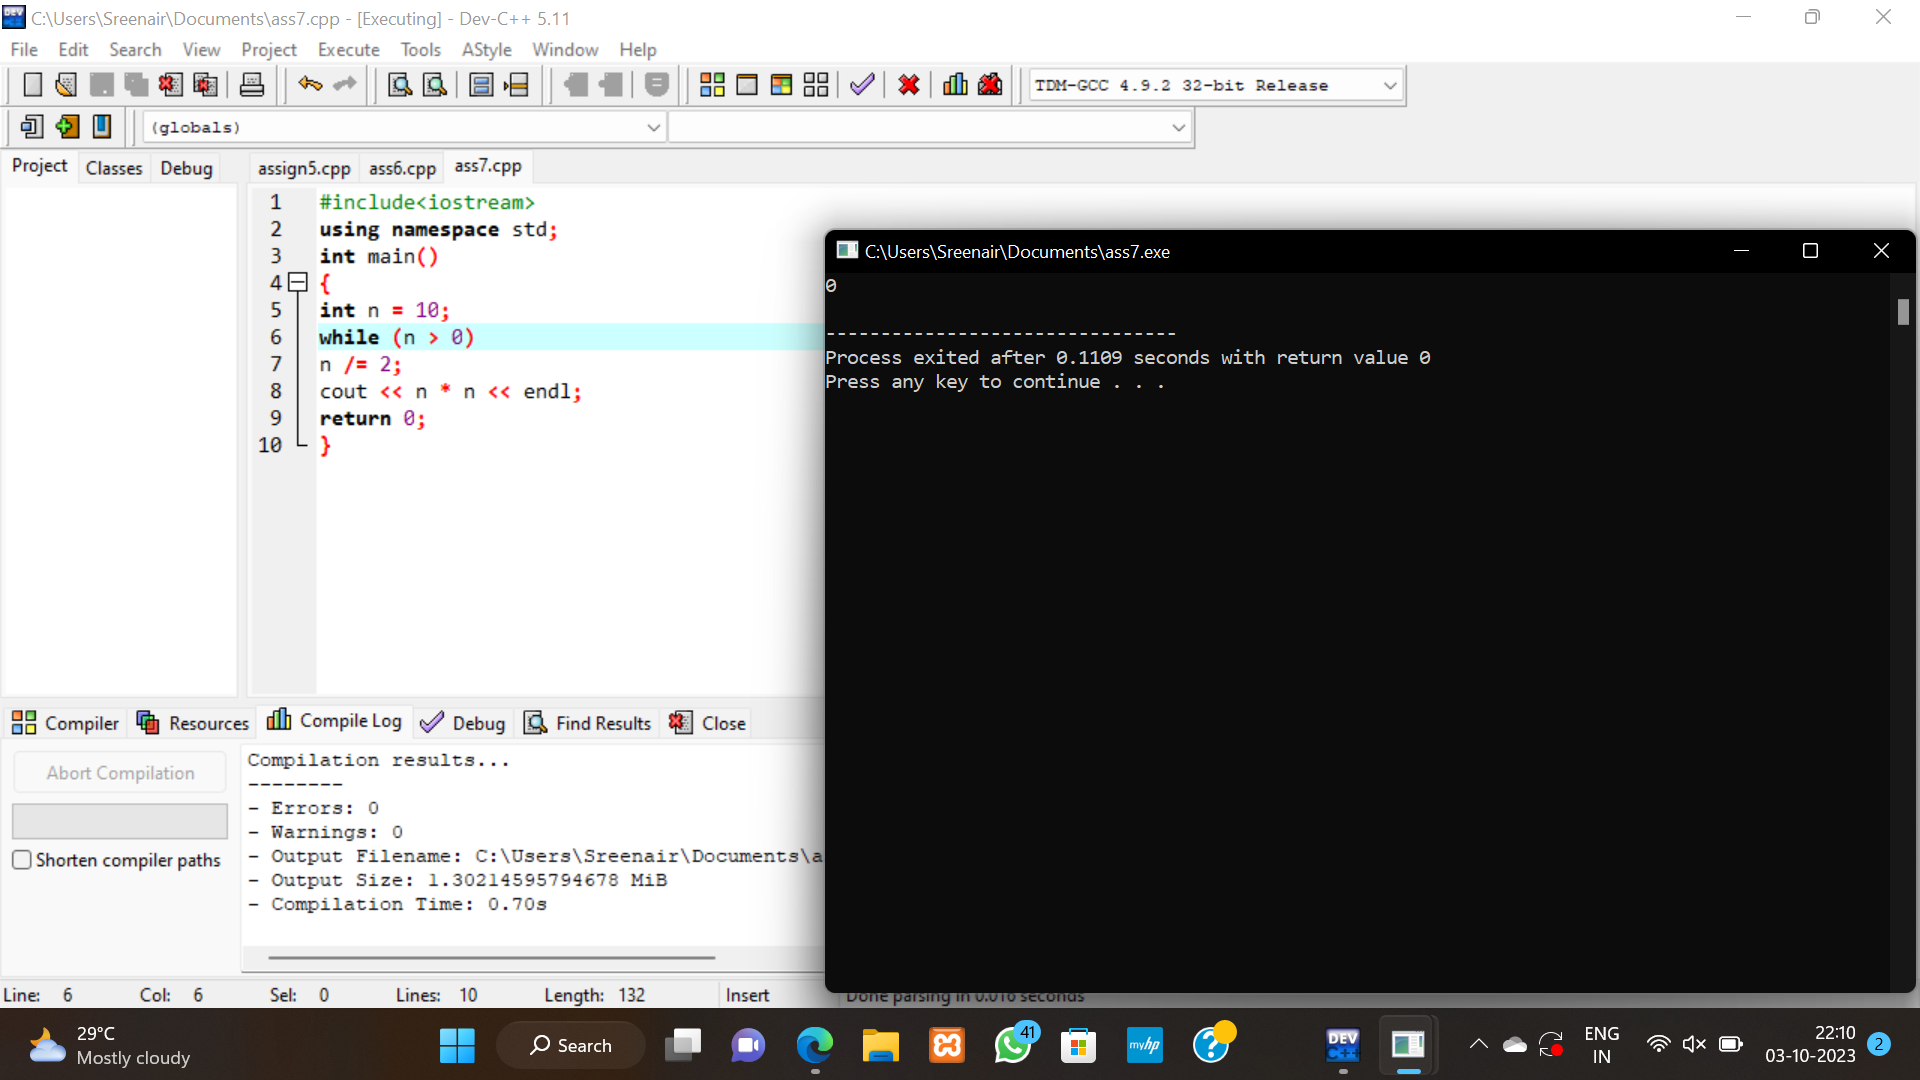 C:\Users\Sreenair\Documents\ass7.cpp - [Executing] - Dev-C++ 5.11
File Edit Search View Project Execute Tools AStyle Window Help
TDM-GCC 4.9.2 32-bit Release
(globals)
Project Classes Debug
assign5.cpp ass6.cpp ass7.cpp
1 #include<iostream>
2 using namespace std;
3 int main()
4 {
5 int n = 10;
6 while (n > 0)
7 n /= 2;
8 cout << n * n << endl;
9 return 0;
10 }
C:\Users\Sreenair\Documents\ass7.exe
0
--------------------------------
Process exited after 0.1109 seconds with return value 0
Press any key to continue . . .
Compiler Resources Compile Log Debug Find Results Close
Abort Compilation
Shorten compiler paths
Compilation results...
--------
- Errors: 0
- Warnings: 0
- Output Filename: C:\Users\Sreenair\Documents\a
- Output Size: 1.30214595794678 MiB
- Compilation Time: 0.70s
Line: 6 Col: 6 Sel: 0 Lines: 10 Length: 132 Insert Done parsing in 0.016 seconds
29°C
Mostly cloudy
Search
41
myhp
DEV
C++
ENG
IN
22:10
03-10-2023
2